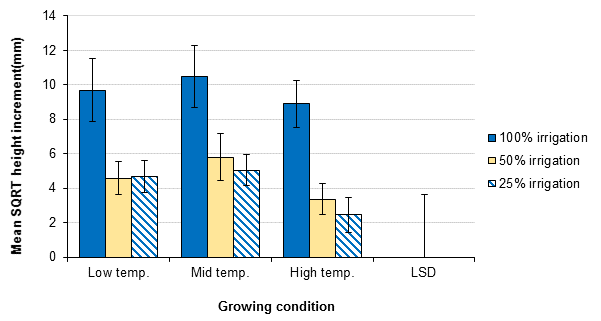 14
12
10
8
6
4
2
0
Mean SQRT height increment(mm)
Low temp.
Mid temp.
High temp.
LSD
Growing condition
100% irrigation
50% irrigation
25% irrigation